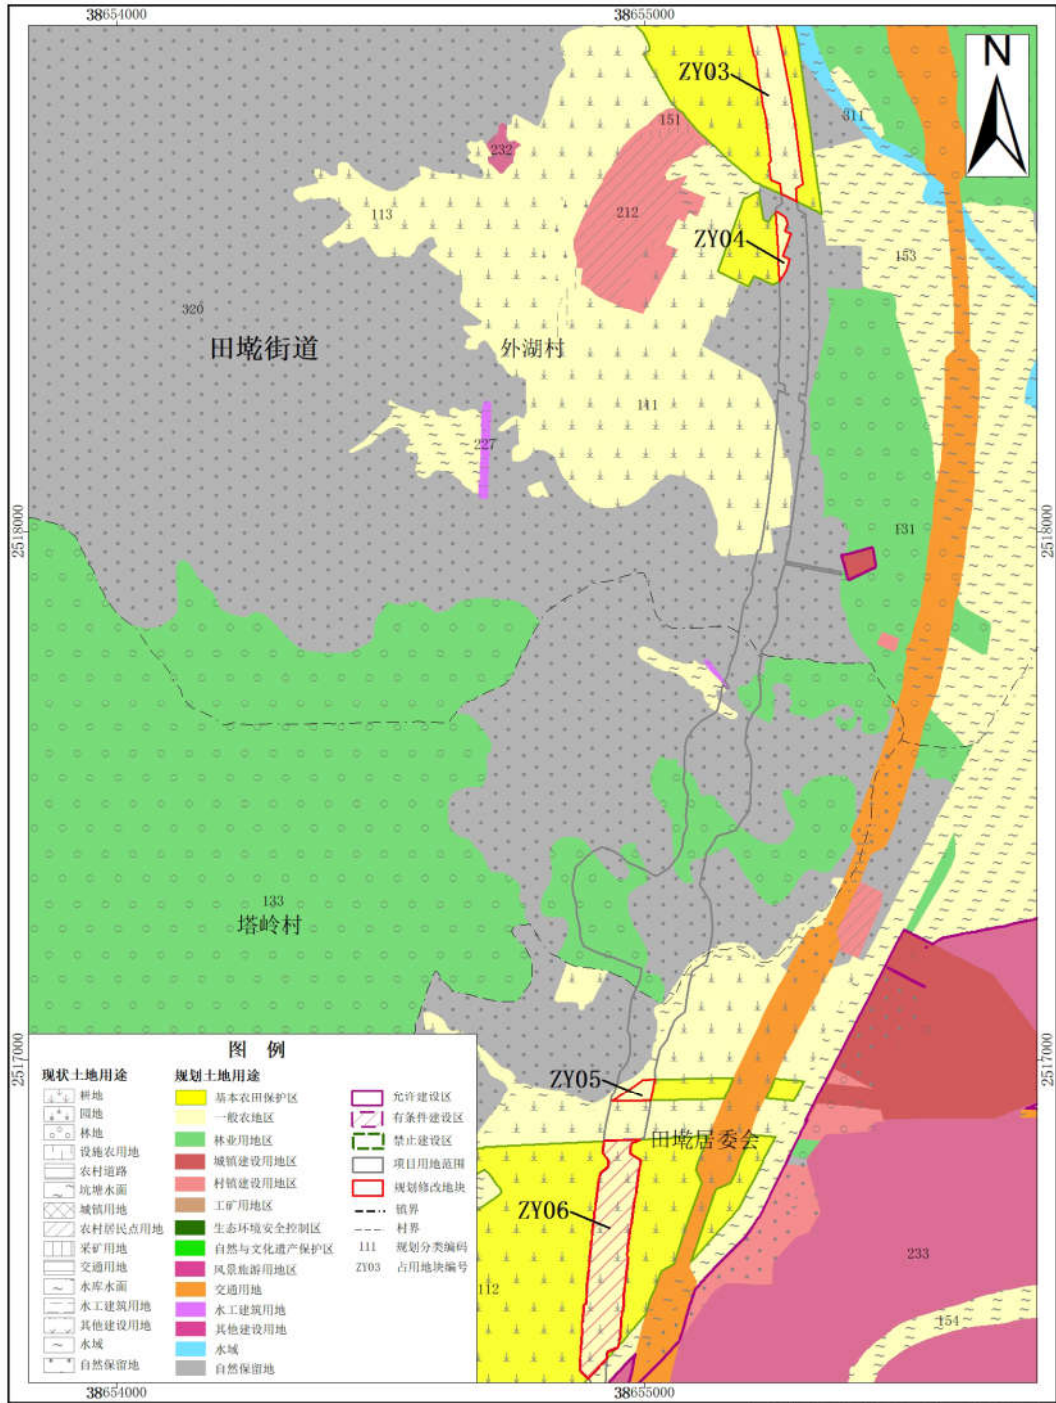 38654000
38655000
N
ZY03
311
151
232
113
212
ZY04
153
320
田墘街道
外湖村
111
227
2518000
2518000
131
133
塔岭村
2517000
2517000
图 例
现状土地用途
耕地
园地
林地
设施农用地
农村道路
坑塘水面
城镇用地
农村居民点用地
采矿用地
交通用地
水库水面
水工建筑用地
其他建设用地
水域
自然保留地
规划土地用途
基本农田保护区
一般农地区
林业用地区
城镇建设用地区
村镇建设用地区
工矿用地区
生态环境安全控制区
自然与文化遗产保护区
风景旅游用地区
交通用地
水工建筑用地
其他建设用地
水域
自然保留地
允许建设区
有条件建设区
禁止建设区
项目用地范围
规划修改地块
镇界
村界
111 规划分类编码
ZY03 占用地块编号
ZY05
田墘居委会
ZY06
233
112
154
38654000
38655000